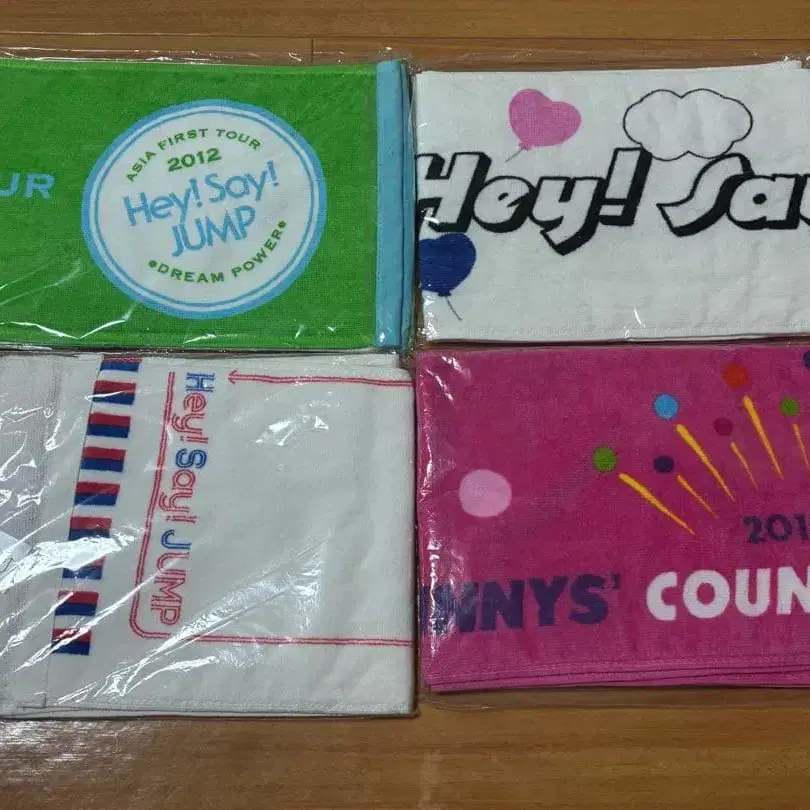 UR
ASIA FIRST TOUR
2012
Hey! Say!
JUMP
•DREAM POWER•
Hey! Sa
Hey! Say! JUMP
201
NNYS' COUN